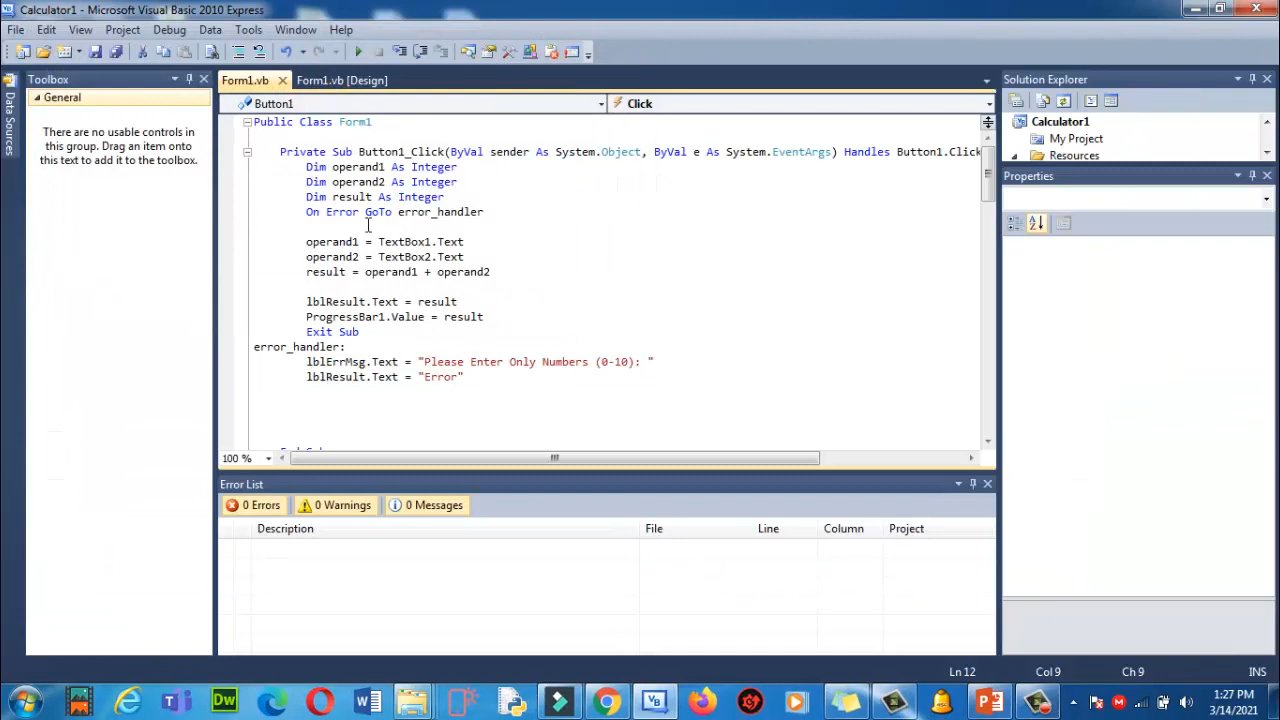 Calculator1 - Microsoft Visual Basic 2010 Express
File Edit View Project Debug Data Tools Window Help
Data Sources
Toolbox
General
There are no usable controls in
this group. Drag an item onto
this text to add it to the toolbox.
Form1.vb
Form1.vb [Design]
Button1
Click
Public Class Form1
Private Sub Button1_Click(ByVal sender As System.Object, ByVal e As System.EventArgs) Handles Button1.Click
Dim operand1 As Integer
Dim operand2 As Integer
Dim result As Integer
On Error GoTo error_handler
operand1 = TextBox1.Text
operand2 = TextBox2.Text
result = operand1 + operand2
lblResult.Text = result
ProgressBar1.Value = result
Exit Sub
error_handler:
lblErrMsg.Text = "Please Enter Only Numbers (0-10): "
lblResult.Text = "Error"
100 %
Error List
0 Errors
0 Warnings
0 Messages
Description File Line Column Project
Solution Explorer
Calculator1
My Project
Resources
Properties
Ln 12 Col 9 Ch 9 INS
Dw
1:27 PM
3/14/2021